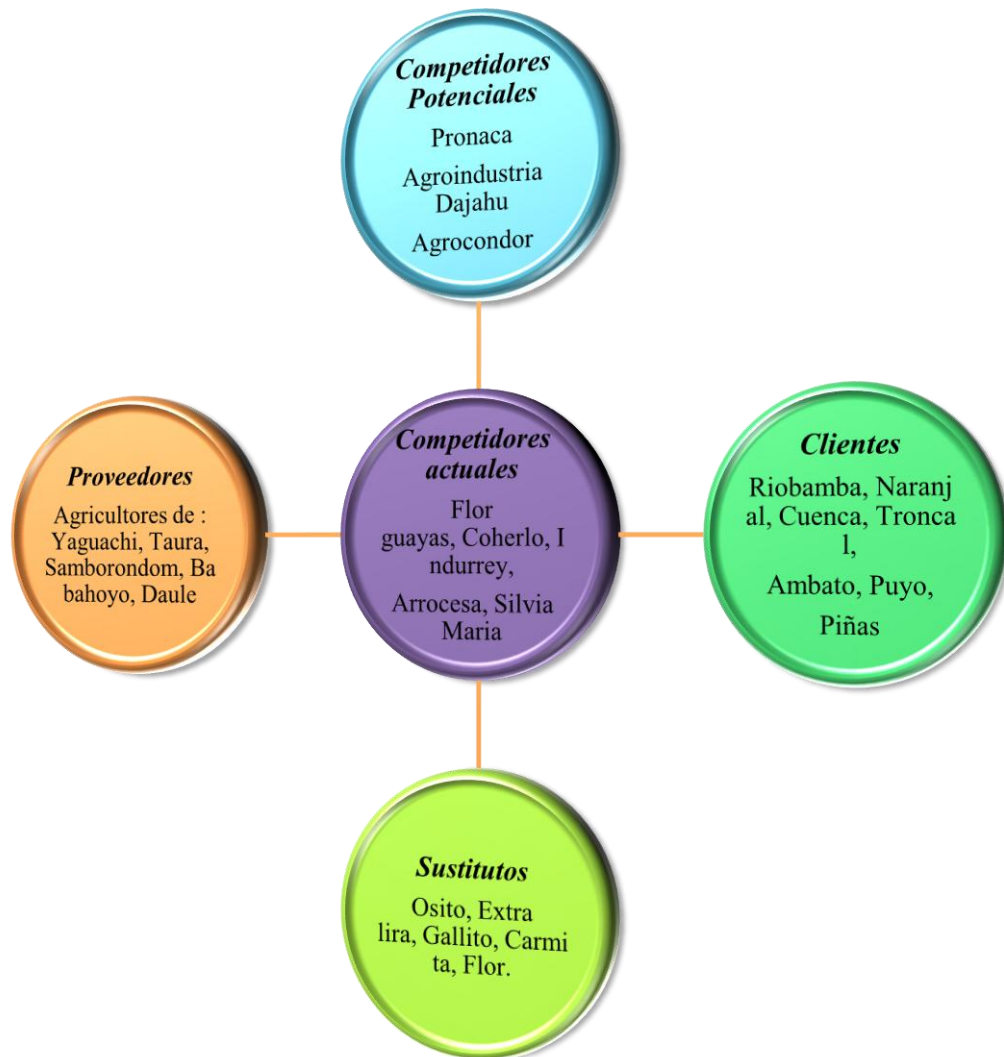 Competidores
Potenciales
Pronaca
Agroindustria
Dajahu
Agrocondor
Proveedores
Agricultores de :
Yaguachi, Taura,
Samborondom, Ba
bahoyo, Daule
Competidores
actuales
Flor
guayas, Coherlo, I
ndurrey,
Arrocesa, Silvia
Maria
Clientes
Riobamba, Naranj
al, Cuenca, Tronca
l,
Ambato, Puyo,
Piñas
Sustitutos
Osito, Extra
lira, Gallito, Carmi
ta, Flor.